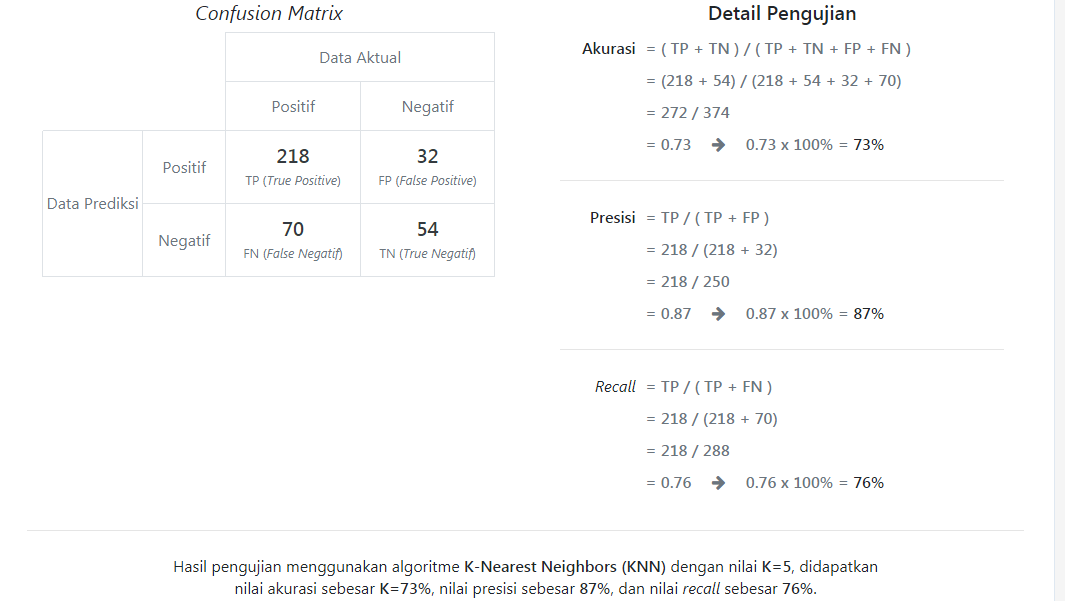 Confusion Matrix
Data Aktual
Positif Negatif
Data Prediksi
Positif
218
TP (True Positive)
32
FP (False Positive)
Negatif
70
FN (False Negatif)
54
TN (True Negatif)
Detail Pengujian
Akurasi = ( TP + TN ) / ( TP + TN + FP + FN )
= (218 + 54) / (218 + 54 + 32 + 70)
= 272 / 374
= 0.73 ➔ 0.73 x 100% = 73%
Presisi = TP / ( TP + FP )
= 218 / (218 + 32)
= 218 / 250
= 0.87 ➔ 0.87 x 100% = 87%
Recall = TP / ( TP + FN )
= 218 / (218 + 70)
= 218 / 288
= 0.76 ➔ 0.76 x 100% = 76%
Hasil pengujian menggunakan algoritme K-Nearest Neighbors (KNN) dengan nilai K=5, didapatkan
nilai akurasi sebesar K=73%, nilai presisi sebesar 87%, dan nilai recall sebesar 76%.